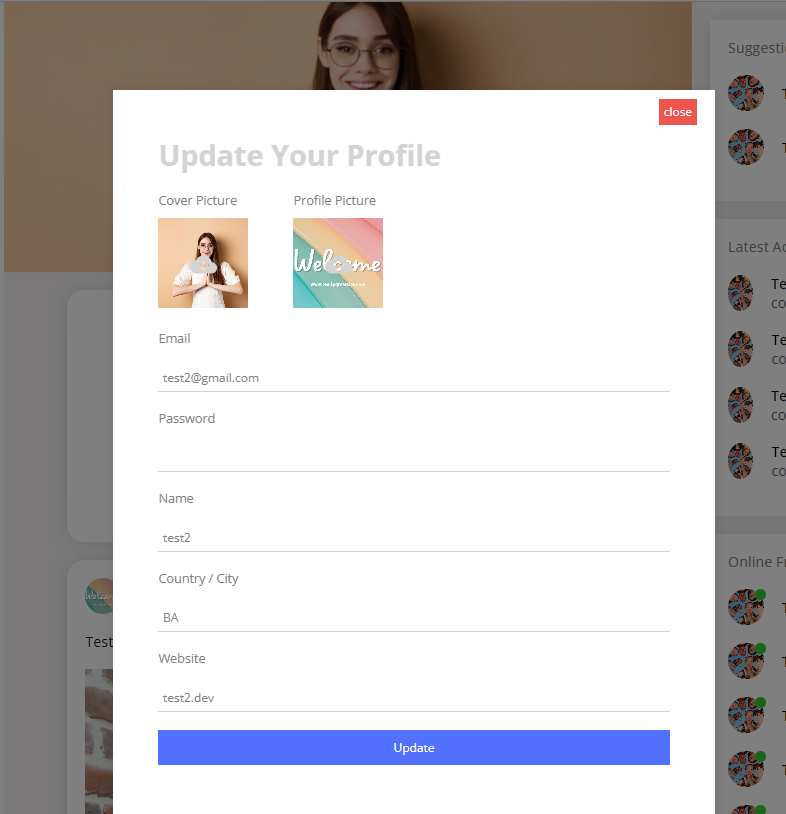 Suggesti
close
Update Your Profile
Cover Picture Profile Picture
Welcome
Latest Ac
Email
Te
co
test2@gmail.com
Te
co
Password
Te
co
Te
co
Name
test2
Online Fr
Country / City
BA
Test
Website
test2.dev
Update